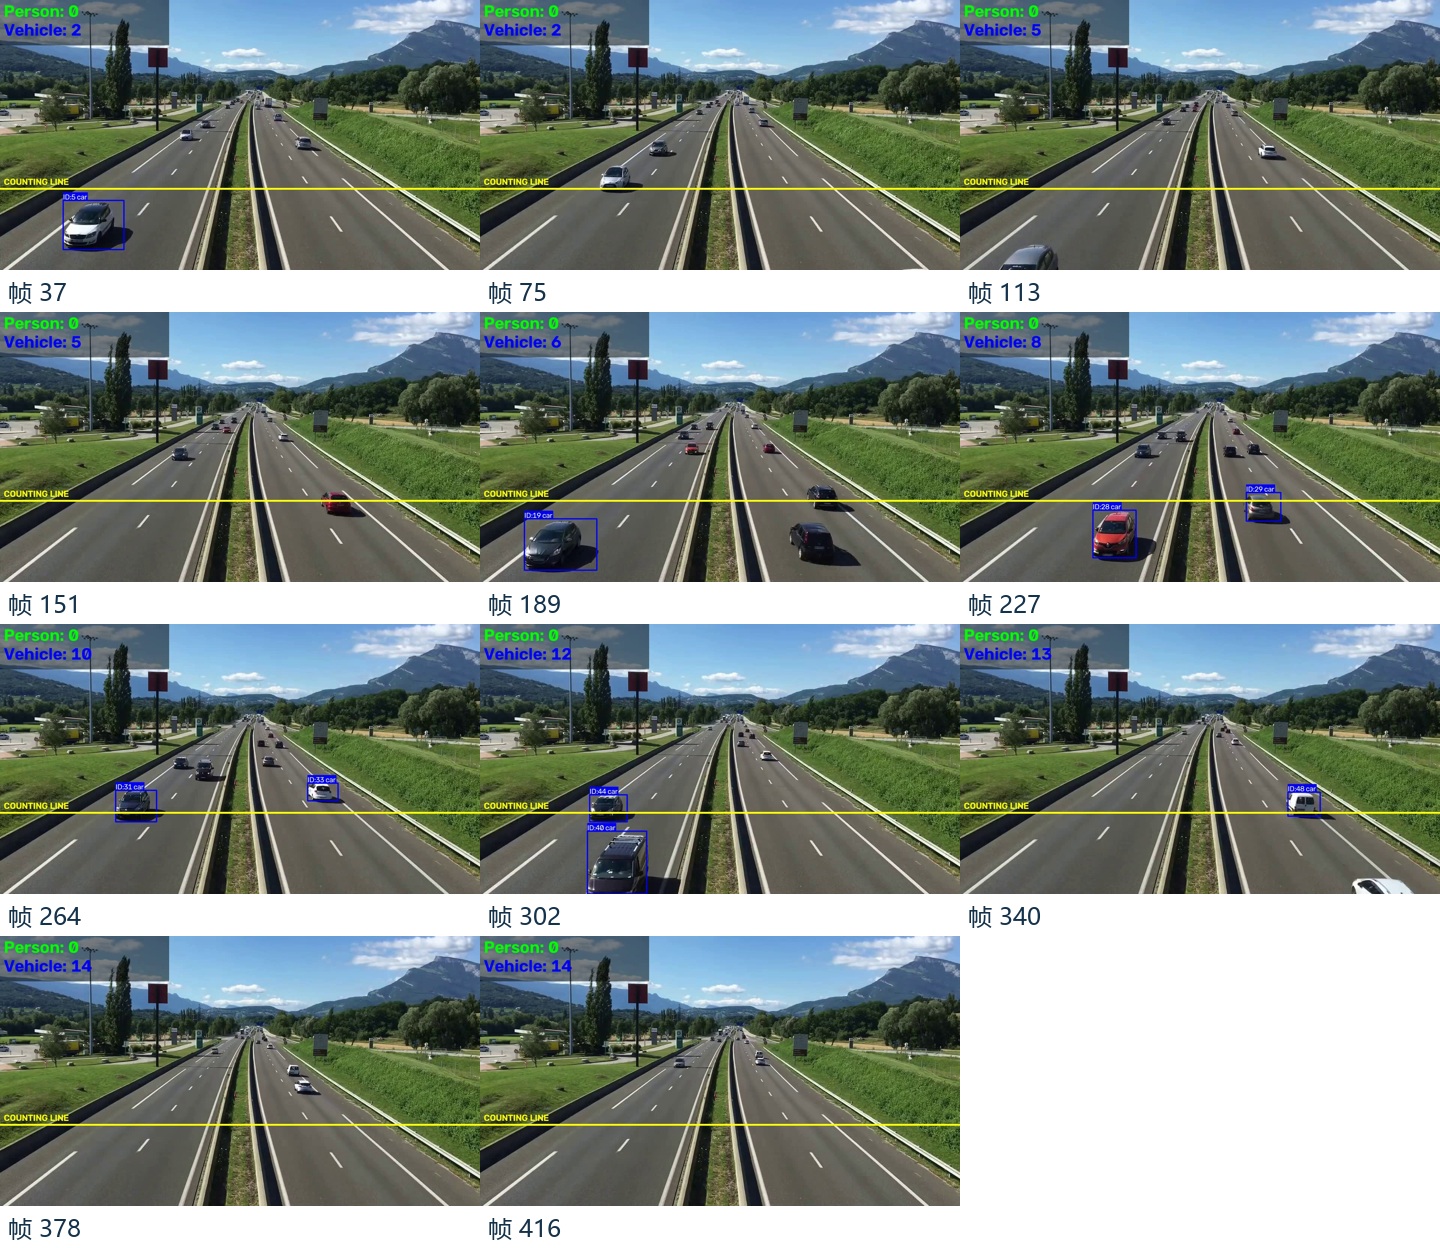 Person: 0
Vehicle: 2
COUNTING LINE
ID:5 car
帧 37
Person: 0
Vehicle: 2
COUNTING LINE
帧 75
Person: 0
Vehicle: 5
COUNTING LINE
帧 113
Person: 0
Vehicle: 5
COUNTING LINE
帧 151
Person: 0
Vehicle: 6
COUNTING LINE
ID:19 car
帧 189
Person: 0
Vehicle: 8
ID:29 car
COUNTING LINE
ID:28 car
帧 227
Person: 0
Vehicle: 10
ID:33 car
ID:31 car
COUNTING LINE
帧 264
Person: 0
Vehicle: 12
ID:44 car
COUNTING LINE
ID:40 car
帧 302
Person: 0
Vehicle: 13
ID:48 car
COUNTING LINE
帧 340
Person: 0
Vehicle: 14
COUNTING LINE
帧 378
Person: 0
Vehicle: 14
COUNTING LINE
帧 416